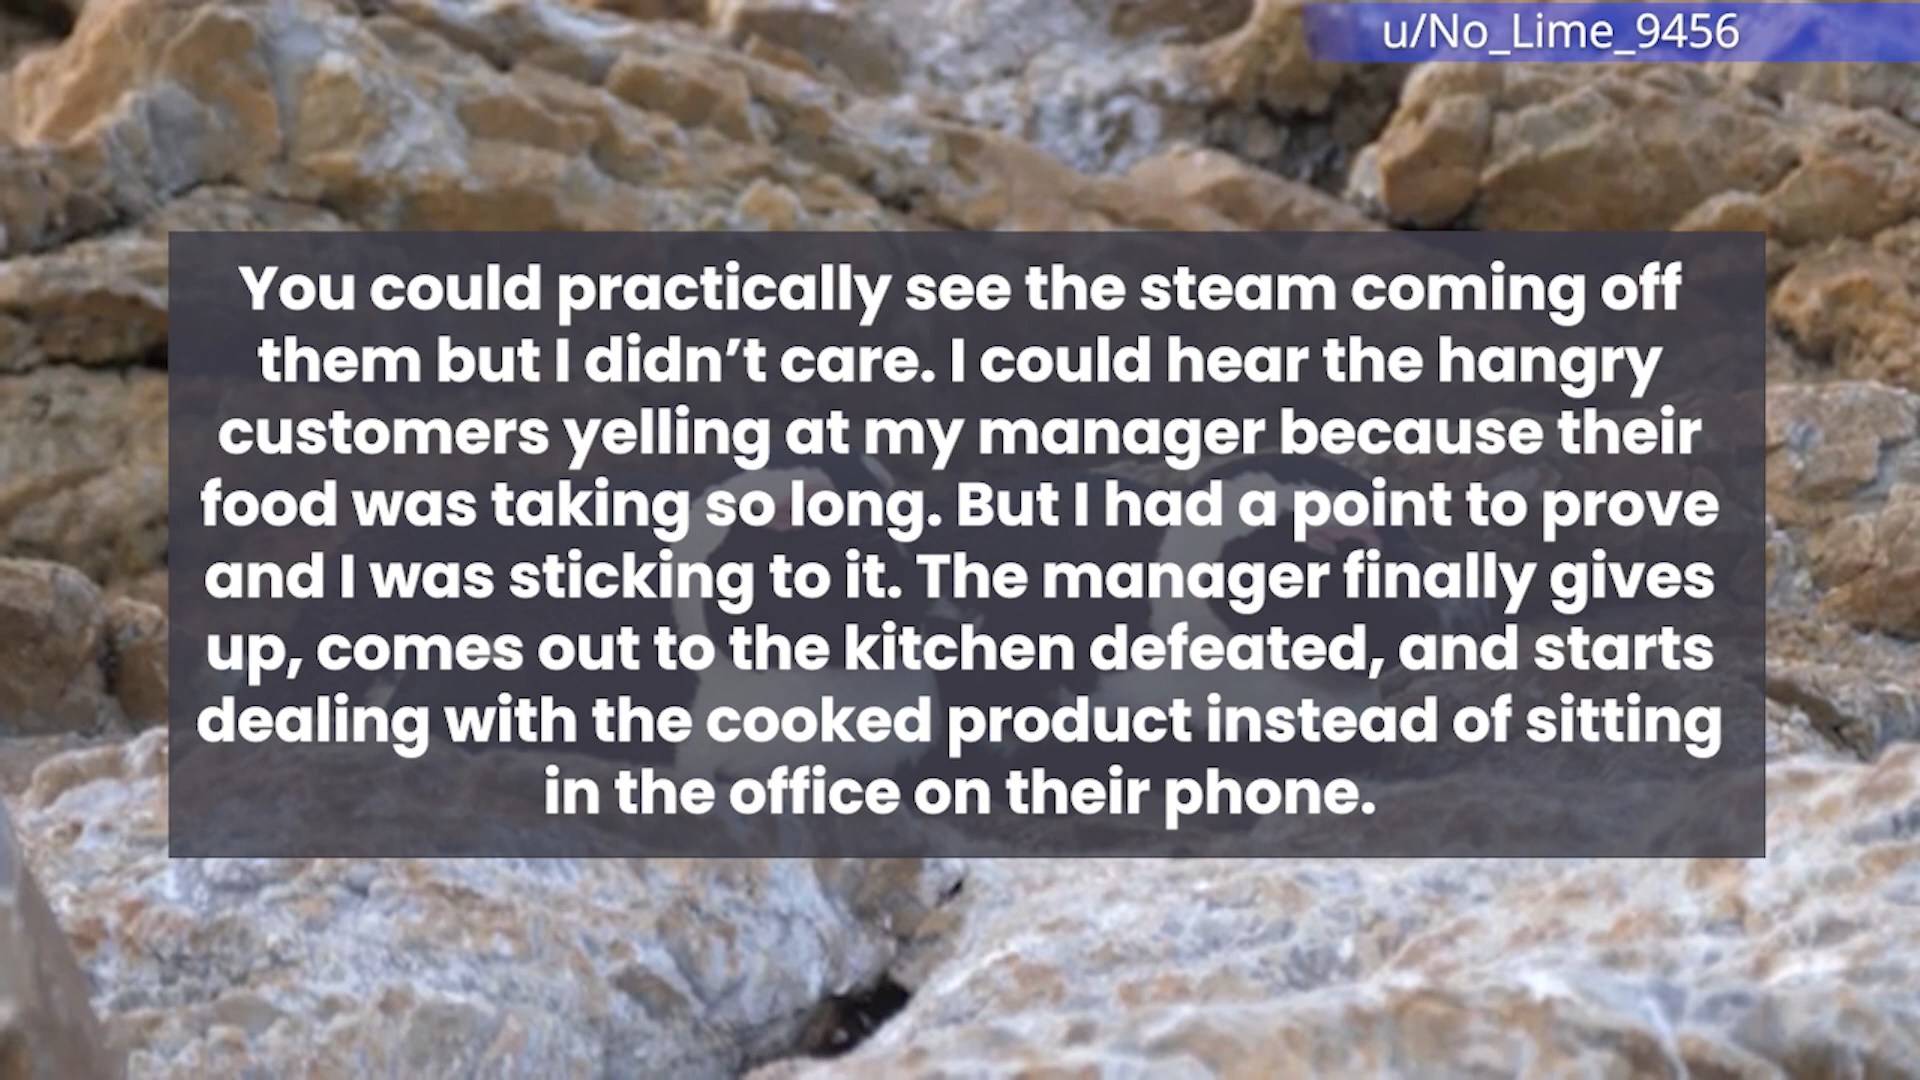 u/No_Lime_9456
You could practically see the steam coming off
them but I didn’t care. I could hear the hangry
customers yelling at my manager because their
food was taking so long. But I had a point to prove
and I was sticking to it. The manager finally gives
up, comes out to the kitchen defeated, and starts
dealing with the cooked product instead of sitting
in the office on their phone.